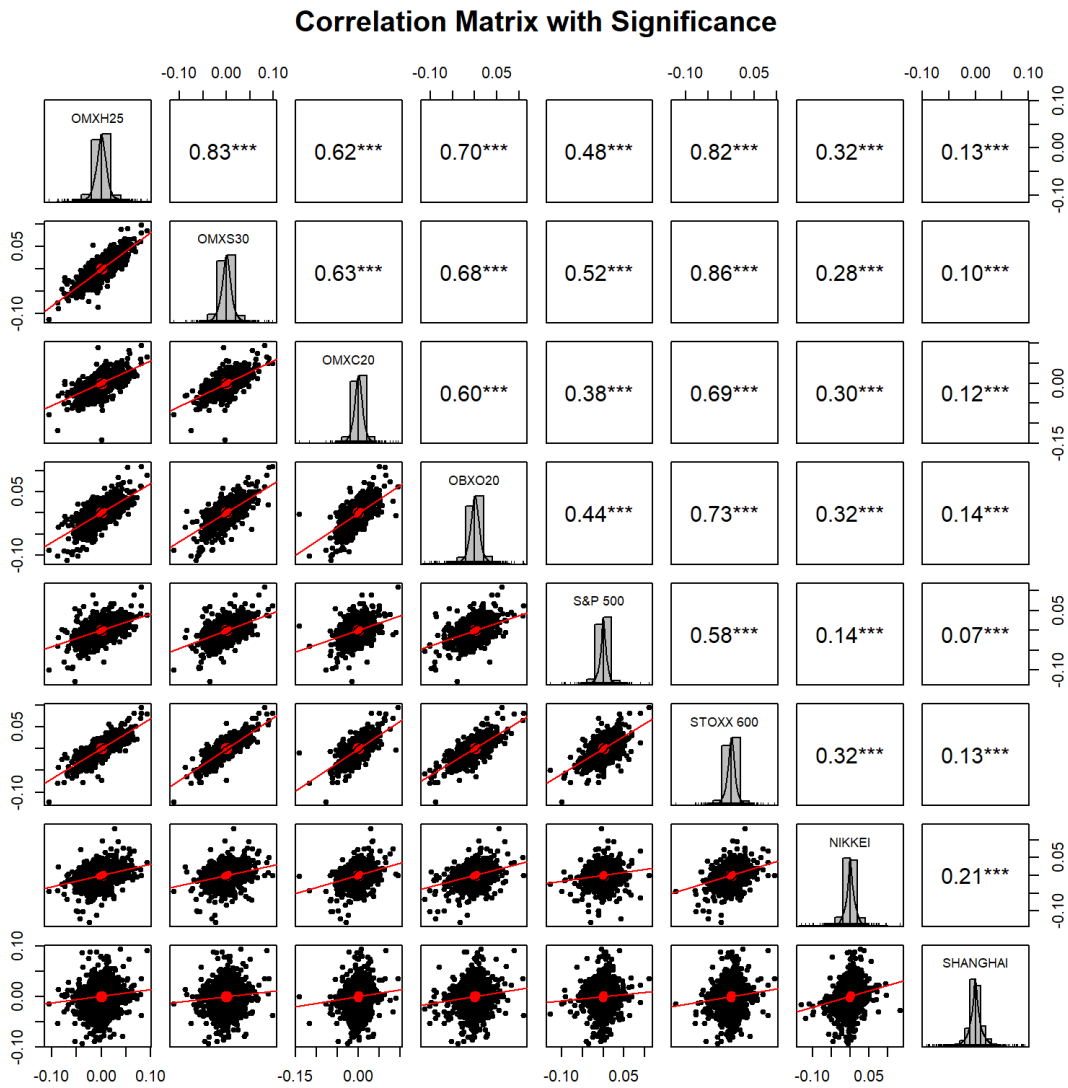 Correlation Matrix with Significance
-0.10 0.00 0.10 -0.10 0.05 -0.10 0.05 -0.10 0.00 0.10
OMXH25 0.83*** 0.62*** 0.70*** 0.48*** 0.82*** 0.32*** 0.13*** -0.10 0.00 0.10
-0.10 0.05 OMXS30 0.63*** 0.68*** 0.52*** 0.86*** 0.28*** 0.10***
OMXC20 0.60*** 0.38*** 0.69*** 0.30*** 0.12*** -0.15 0.00
-0.10 0.05 OBXO20 0.44*** 0.73*** 0.32*** 0.14***
S&P 500 0.58*** 0.14*** 0.07*** -0.10 0.05
-0.10 0.05 STOXX 600 0.32*** 0.13***
NIKKEI 0.21*** -0.10 0.05
-0.10 0.00 0.10 SHANGHAI
-0.10 0.00 0.10 -0.15 0.00 -0.10 0.05 -0.10 0.05